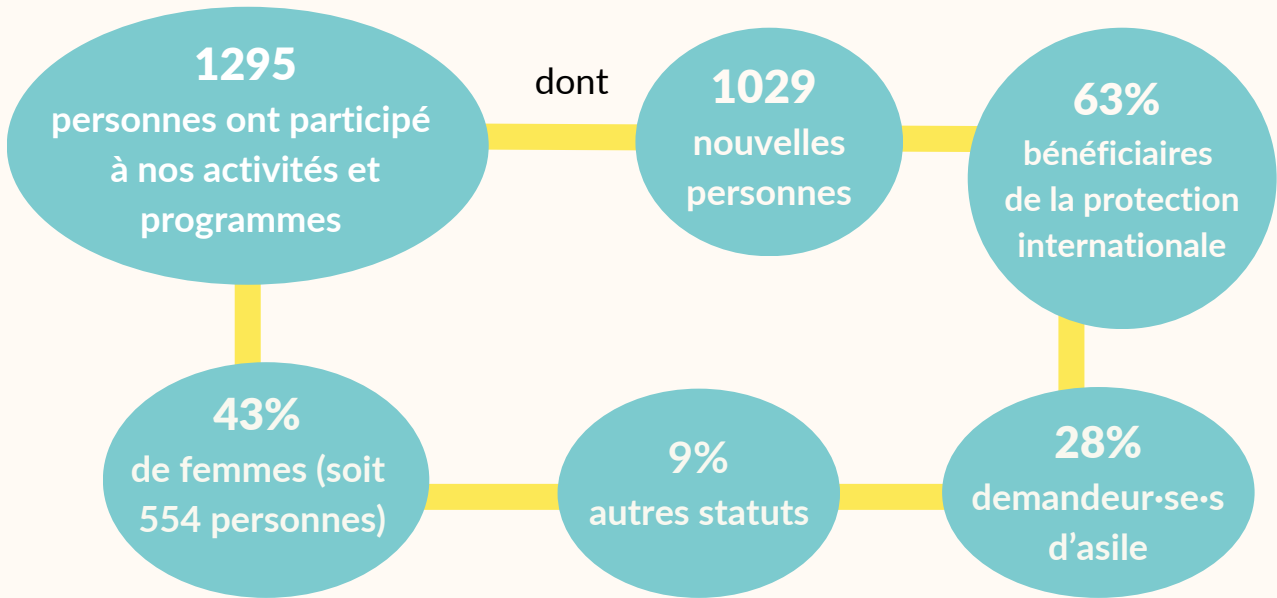 1295
personnes ont participé
à nos activités et
programmes
dont
1029
nouvelles
personnes
63%
bénéficiaires
de la protection
internationale
43%
de femmes (soit
554 personnes)
9%
autres statuts
28%
demandeur·se·s
d’asile